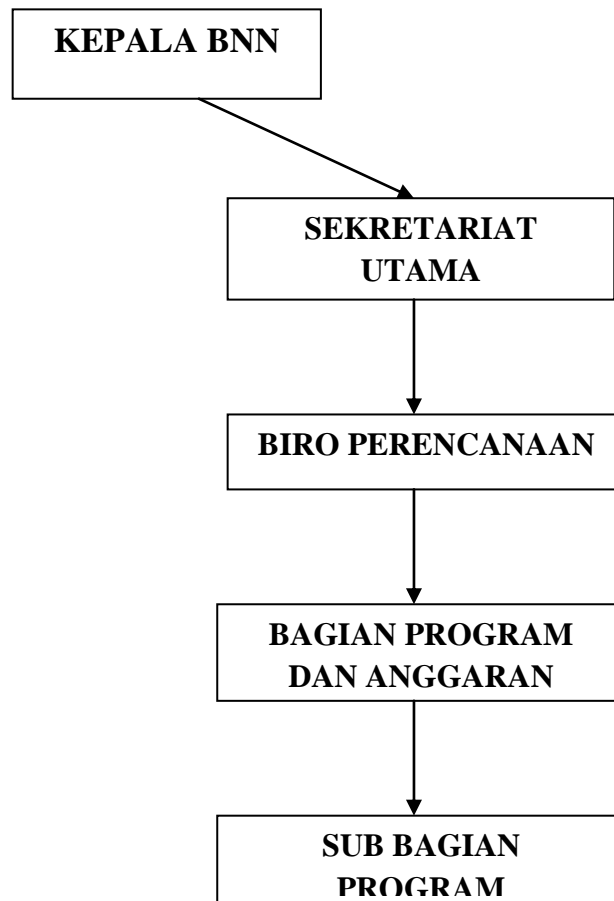 KEPALA BNN
SEKRETARIAT
UTAMA
BIRO PERENCANAAN
BAGIAN PROGRAM
DAN ANGGARAN
SUB BAGIAN
PROGRAM